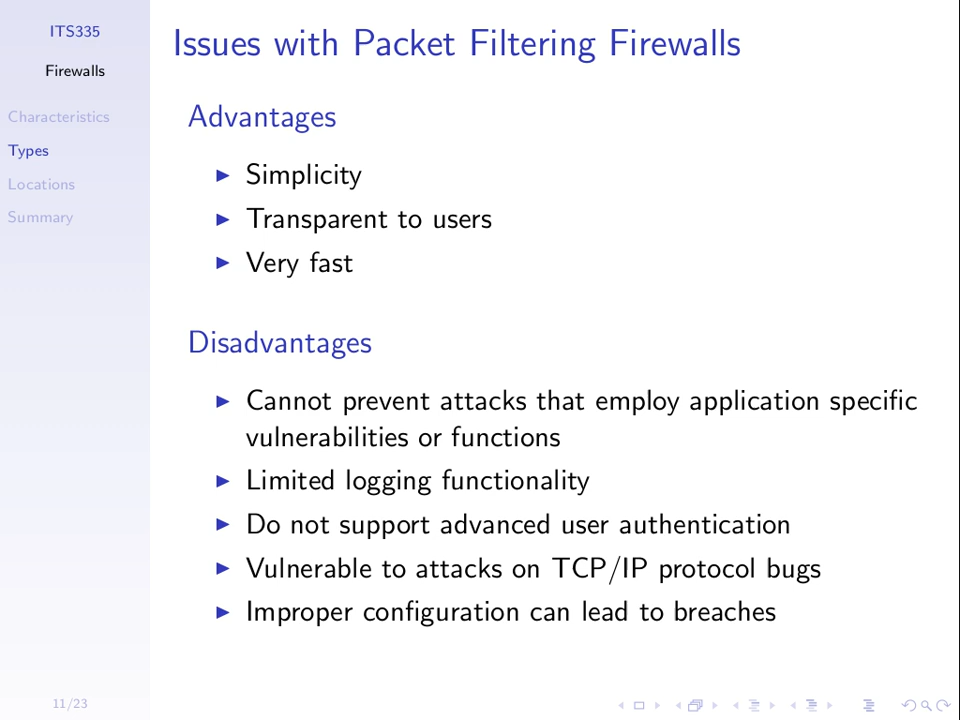 ITS335
Firewalls
Characteristics
Types
Locations
Summary
Issues with Packet Filtering Firewalls
Advantages
Simplicity
Transparent to users
Very fast
Disadvantages
Cannot prevent attacks that employ application specific
vulnerabilities or functions
Limited logging functionality
Do not support advanced user authentication
Vulnerable to attacks on TCP/IP protocol bugs
Improper configuration can lead to breaches
11/23